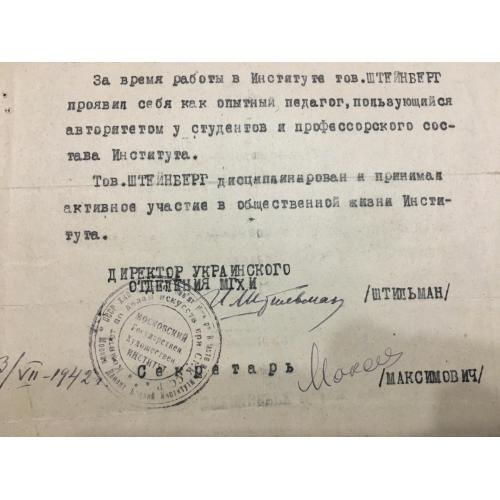 За время работы в Институте тов.ШТЕЙНБЕРГ
проявил себя как опытный педагог,пользующийся
авторитетом у студентов и профессорского сос-
тава Института.
Тов.ШТЕЙНБЕРГ дисциплинирован и принимал
активное участие в общественной жизни Инсти-
тута.
ДИРЕКТОР УКРАИНСКОГО
ОТДЕЛЕНИЯ МГХИ
/ШТИЛЬМАН/
МОСКОВСКИЙ
Государственный
художественный
ИНСТИТУТ
3/VII-1942
Секретарь
/МАКСИМОВИЧ/